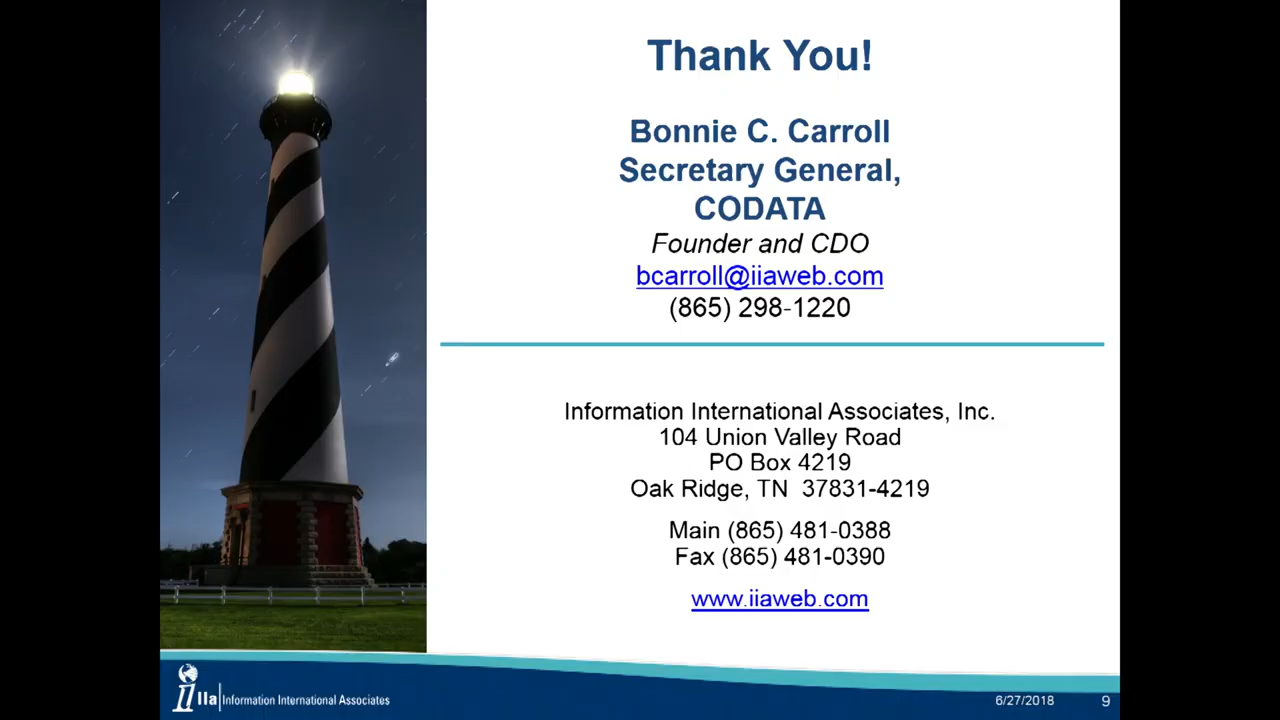 Thank You!
Bonnie C. Carroll
Secretary General,
CODATA
Founder and CDO
bcarroll@iiaweb.com
(865) 298-1220
Information International Associates, Inc.
104 Union Valley Road
PO Box 4219
Oak Ridge, TN  37831-4219
Main (865) 481-0388
Fax (865) 481-0390
www.iiaweb.com
iia Information International Associates
6/27/2018
9